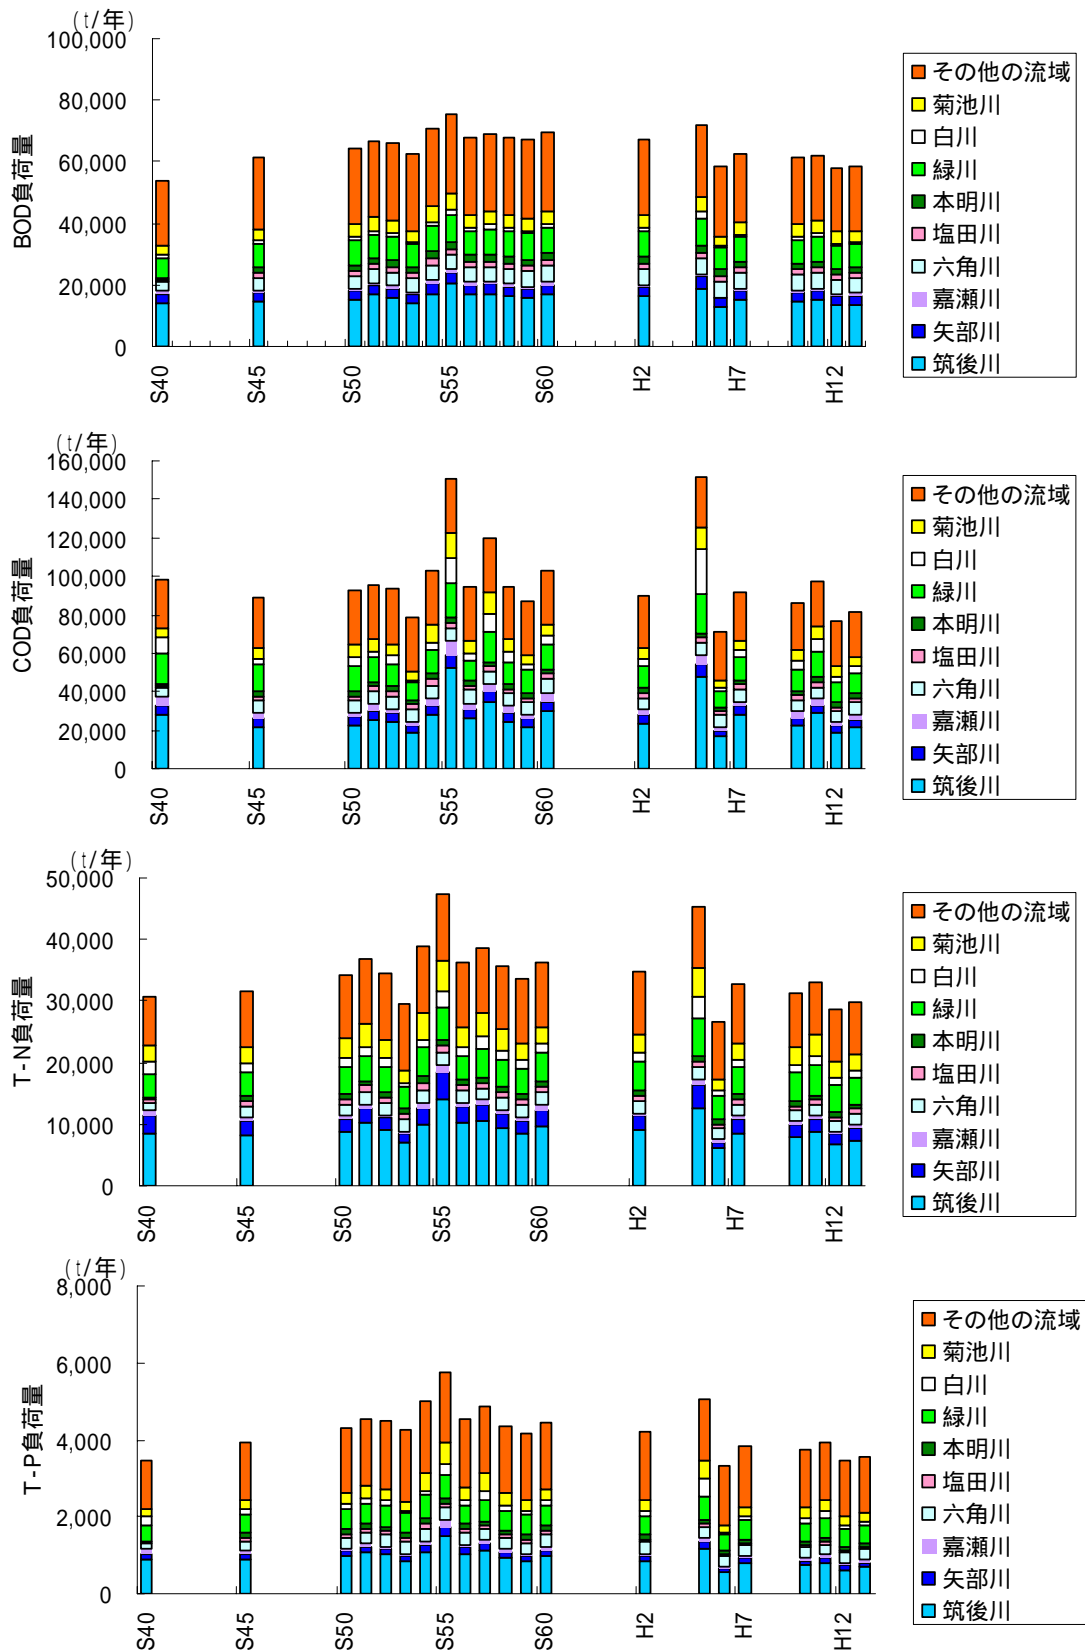 (t/年)
BOD負荷量
100,000
80,000
60,000
40,000
20,000
0
S40
S45
S50
S55
S60
H2
H7
H12
その他の流域
菊池川
白川
緑川
本明川
塩田川
六角川
嘉瀬川
矢部川
筑後川
(t/年)
COD負荷量
160,000
140,000
120,000
100,000
80,000
60,000
40,000
20,000
0
S40
S45
S50
S55
S60
H2
H7
H12
その他の流域
菊池川
白川
緑川
本明川
塩田川
六角川
嘉瀬川
矢部川
筑後川
(t/年)
T-N負荷量
50,000
40,000
30,000
20,000
10,000
0
S40
S45
S50
S55
S60
H2
H7
H12
その他の流域
菊池川
白川
緑川
本明川
塩田川
六角川
嘉瀬川
矢部川
筑後川
(t/年)
T-P負荷量
8,000
6,000
4,000
2,000
0
S40
S45
S50
S55
S60
H2
H7
H12
その他の流域
菊池川
白川
緑川
本明川
塩田川
六角川
嘉瀬川
矢部川
筑後川